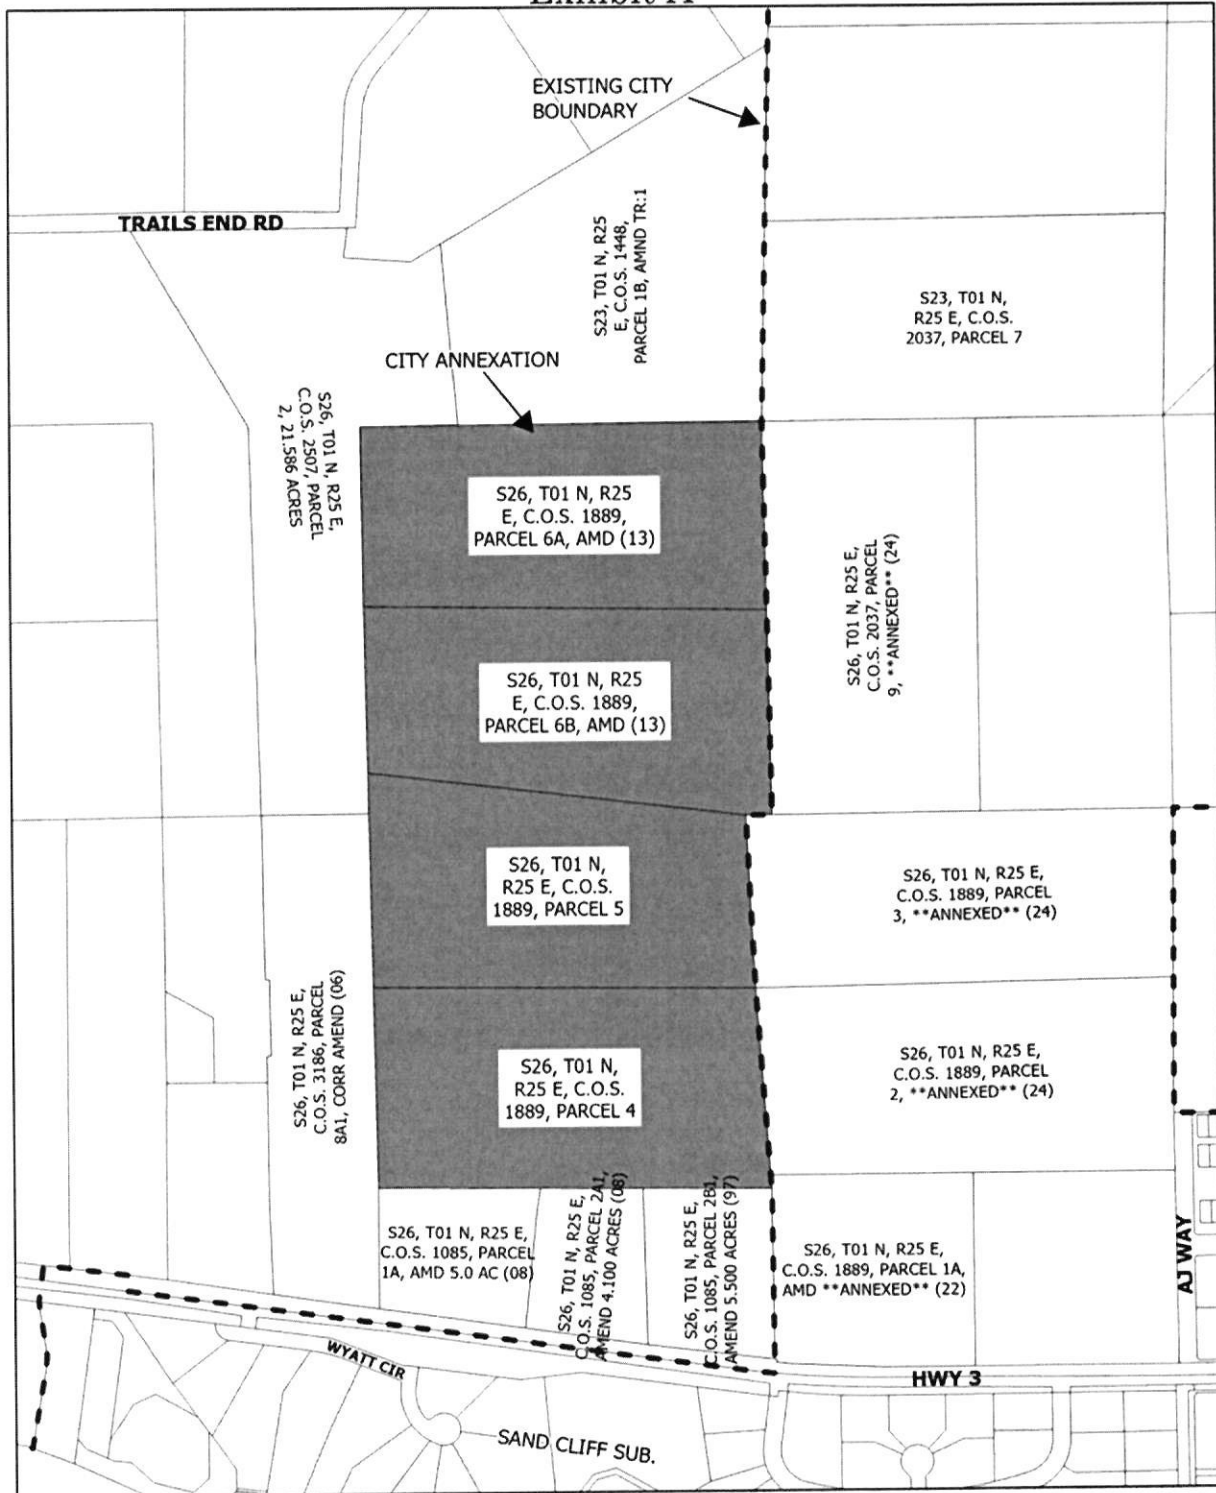 Exhibit A
EXISTING CITY
BOUNDARY
TRAILS END RD
S23, T01 N, R25
E, C.O.S. 1448,
PARCEL 1B, AMND TR:1
S23, T01 N,
R25 E, C.O.S.
2037, PARCEL 7
CITY ANNEXATION
S26, T01 N, R25 E,
C.O.S. 2507, PARCEL
2, 21.586 ACRES
S26, T01 N, R25
E, C.O.S. 1889,
PARCEL 6A, AMD (13)
S26, T01 N, R25 E,
C.O.S. 2037, PARCEL
9, **ANNEXED** (24)
S26, T01 N, R25
E, C.O.S. 1889,
PARCEL 6B, AMD (13)
S26, T01 N,
R25 E, C.O.S.
1889, PARCEL 5
S26, T01 N, R25 E,
C.O.S. 1889, PARCEL
3, **ANNEXED** (24)
S26, T01 N, R25 E,
C.O.S. 3186, PARCEL
8A1, CORR AMEND (06)
S26, T01 N,
R25 E, C.O.S.
1889, PARCEL 4
S26, T01 N, R25 E,
C.O.S. 1889, PARCEL
2, **ANNEXED** (24)
S26, T01 N, R25 E,
C.O.S. 1085, PARCEL
1A, AMD 5.0 AC (08)
S26, T01 N, R25 E,
C.O.S. 1085, PARCEL 2A1,
AMEND 4.100 ACRES (08)
S26, T01 N, R25 E,
C.O.S. 1085, PARCEL 2B1,
AMEND 5.500 ACRES (97)
S26, T01 N, R25 E,
C.O.S. 1889, PARCEL 1A,
AMD **ANNEXED** (22)
AJ WAY
WYATT CIR
HWY 3
SAND CLIFF SUB.